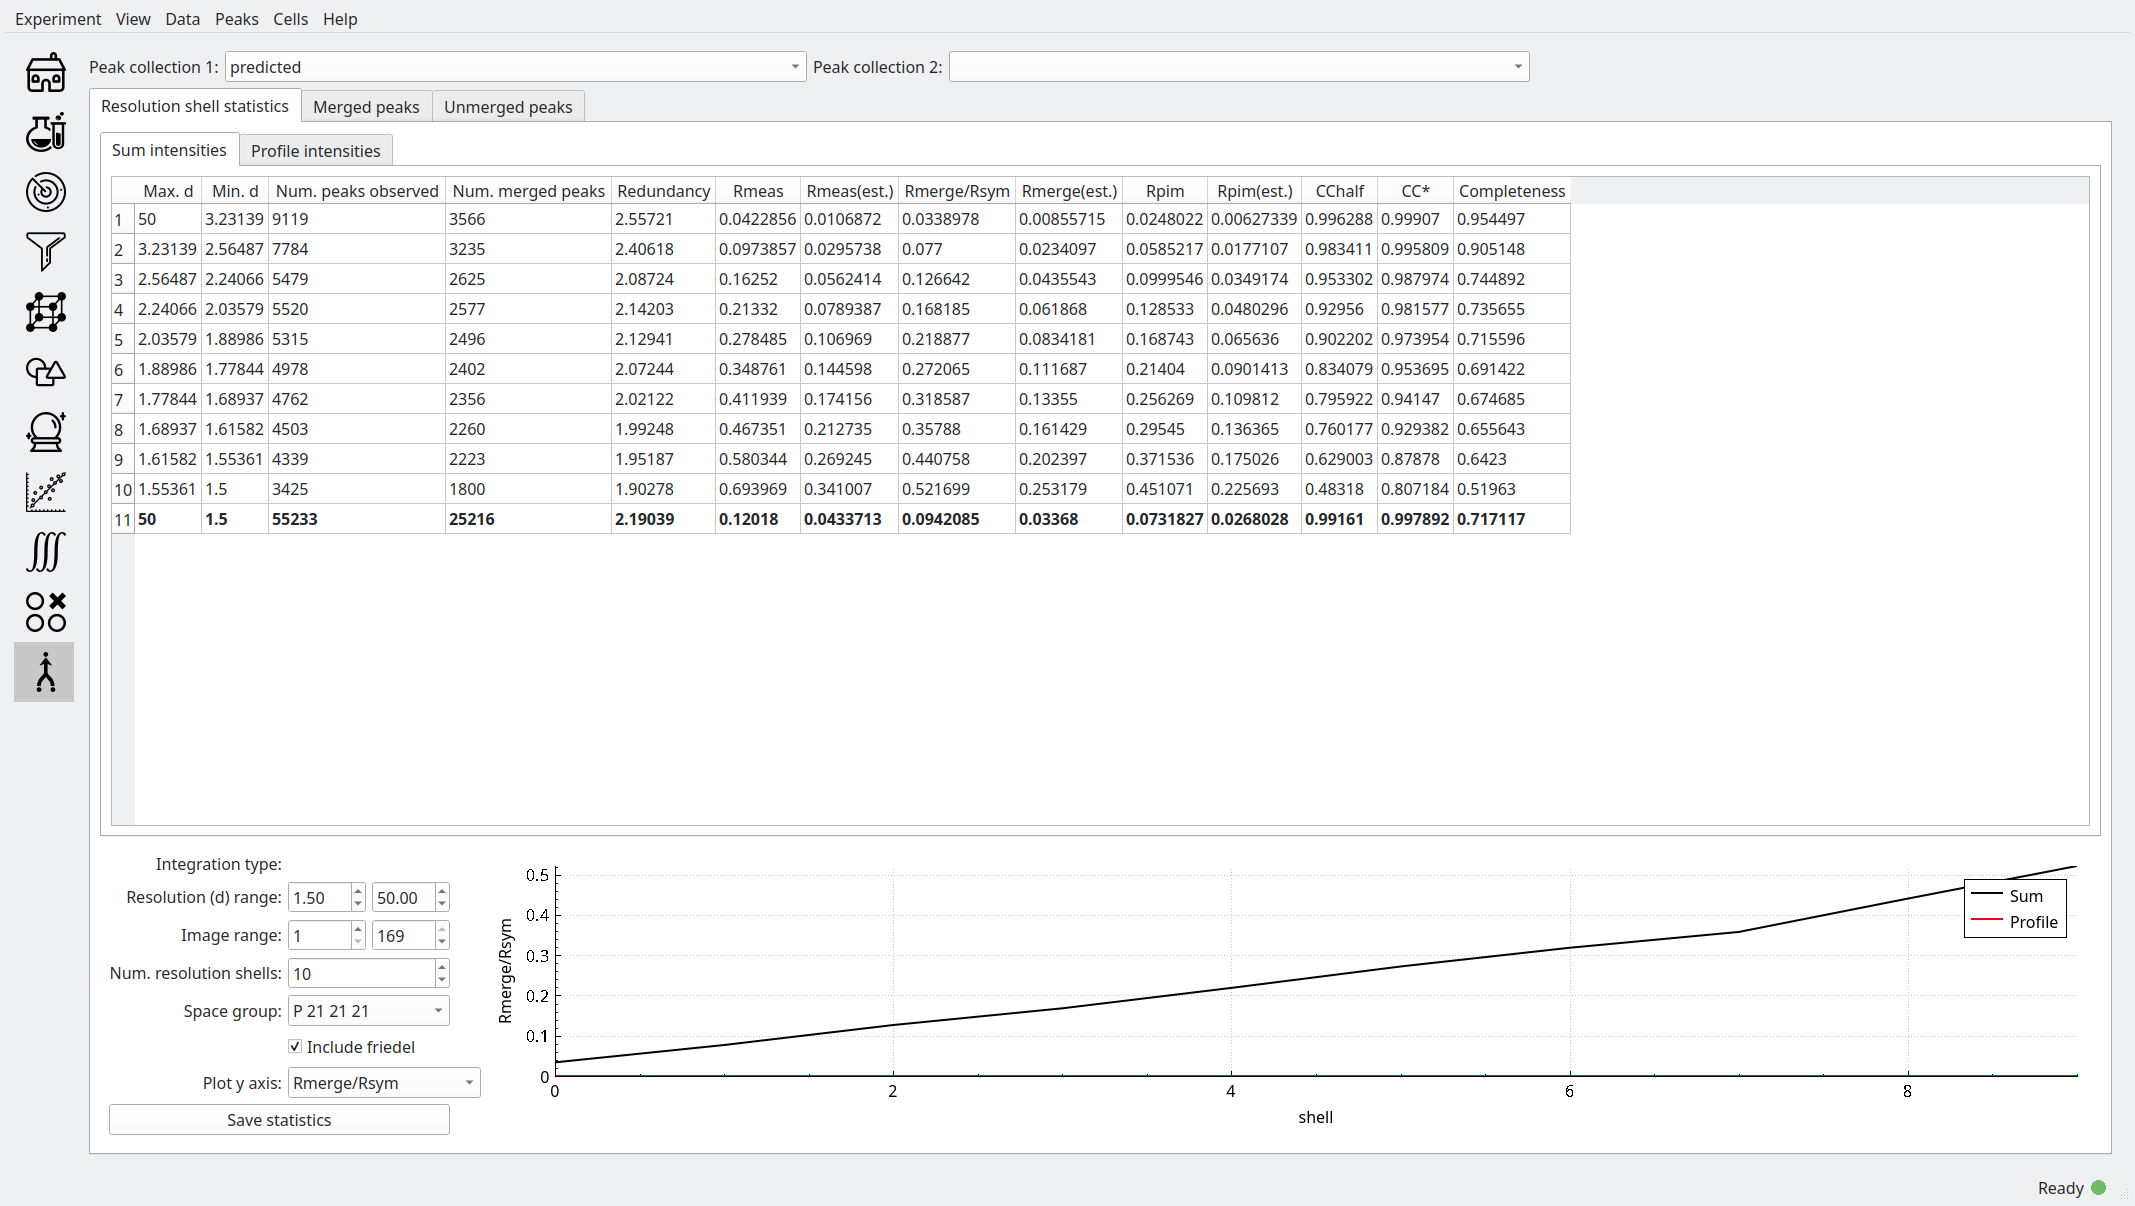 Experiment View Data Peaks Cells Help
Peak collection 1: predicted Peak collection 2:
Resolution shell statistics Merged peaks Unmerged peaks
Sum intensities Profile intensities
Max. d Min. d Num. peaks observed Num. merged peaks Redundancy Rmeas Rmeas(est.) Rmerge/Rsym Rmerge(est.) Rpim Rpim(est.) CChalf CC* Completeness
1 50 3.23139 9119 3566 2.55721 0.0422856 0.0106872 0.0338978 0.00855715 0.0248022 0.00627339 0.996288 0.99907 0.954497
2 3.23139 2.56487 7784 3235 2.40618 0.0973857 0.0295738 0.077 0.0234097 0.0585217 0.0177107 0.983411 0.995809 0.905148
3 2.56487 2.24066 5479 2625 2.08724 0.16252 0.0562414 0.126642 0.0435543 0.0999546 0.0349174 0.953302 0.987974 0.744892
4 2.24066 2.03579 5520 2577 2.14203 0.21332 0.0789387 0.168185 0.061868 0.128533 0.0480296 0.92956 0.981577 0.735655
5 2.03579 1.88986 5315 2496 2.12941 0.278485 0.106969 0.218877 0.0834181 0.168743 0.065636 0.902202 0.973954 0.715596
6 1.88986 1.77844 4978 2402 2.07244 0.348761 0.144598 0.272065 0.111687 0.21404 0.0901413 0.834079 0.953695 0.691422
7 1.77844 1.68937 4762 2356 2.02122 0.411939 0.174156 0.318587 0.13355 0.256269 0.109812 0.795922 0.94147 0.674685
8 1.68937 1.61582 4503 2260 1.99248 0.467351 0.212735 0.35788 0.161429 0.29545 0.136365 0.760177 0.929382 0.655643
9 1.61582 1.55361 4339 2223 1.95187 0.580344 0.269245 0.440758 0.202397 0.371536 0.175026 0.629003 0.87878 0.6423
10 1.55361 1.5 3425 1800 1.90278 0.693969 0.341007 0.521699 0.253179 0.451071 0.225693 0.48318 0.807184 0.51963
11 50 1.5 55233 25216 2.19039 0.12018 0.0433713 0.0942085 0.03368 0.0731827 0.0268028 0.99161 0.997892 0.717117
Integration type:
Resolution (d) range: 1.50 50.00
Image range: 1 169
Num. resolution shells: 10
Space group: P 21 21 21
Include friedel
Plot y axis: Rmerge/Rsym
Save statistics
Rmerge/Rsym
0.5
0.4
0.3
0.2
0.1
0
0 2 4 6 8
shell
Sum
Profile
Ready